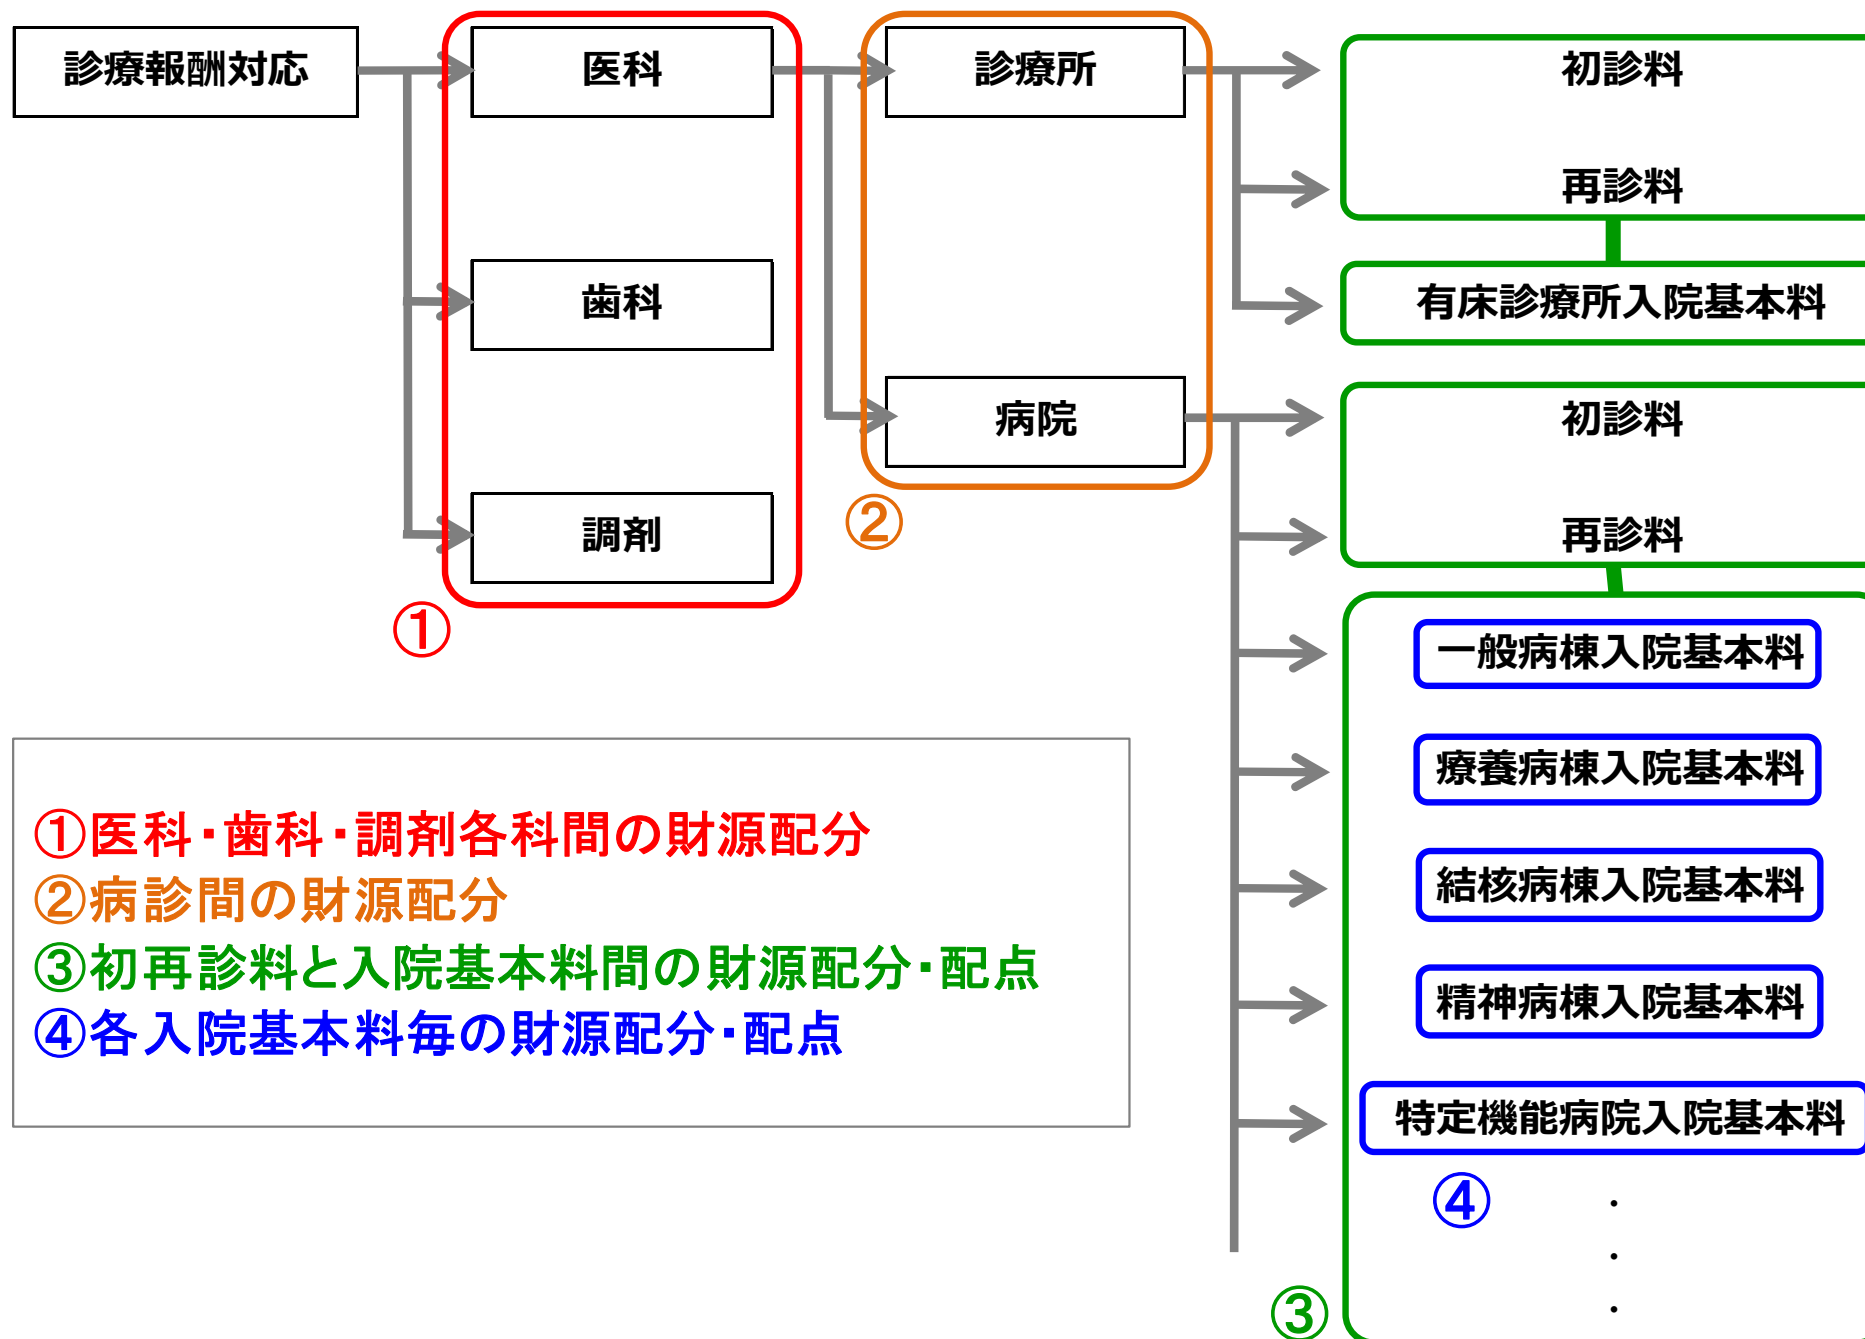 診療報酬対応
医科
診療所
初診料
再診料
歯科
有床診療所入院基本料
病院
初診料
②
調剤
再診料
①
一般病棟入院基本料
療養病棟入院基本料
①医科・歯科・調剤各科間の財源配分
②病診間の財源配分
③初再診料と入院基本料間の財源配分・配点
④各入院基本料毎の財源配分・配点
結核病棟入院基本料
精神病棟入院基本料
特定機能病院入院基本料
④
・
・
・
③